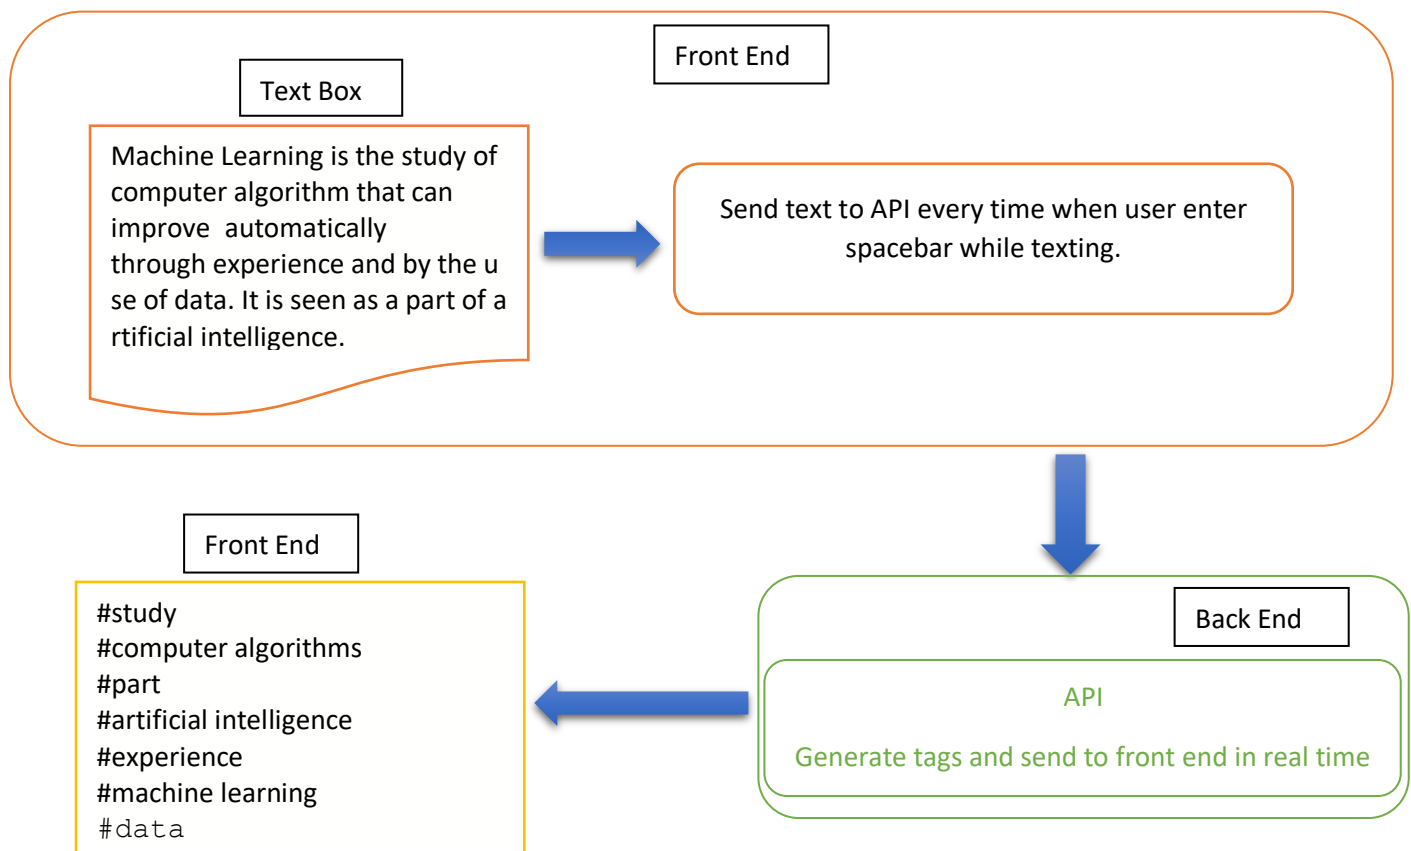 Front End
Text Box
Machine Learning is the study of
computer algorithm that can
improve  automatically
through experience and by the u
se of data. It is seen as a part of a
rtificial intelligence.
Send text to API every time when user enter
spacebar while texting.
Front End
#study
#computer algorithms
#part
#artificial intelligence
#experience
#machine learning
#data
Back End
API
Generate tags and send to front end in real time